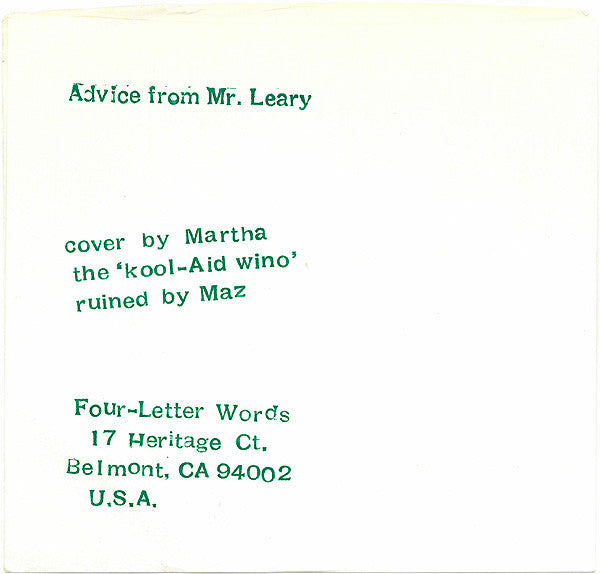 Advice from Mr. Leary
cover by Martha
the ‘kool-Aid wino’
ruined by Maz
Four-Letter Words
17 Heritage Ct.
Belmont, CA 94002
U.S.A.